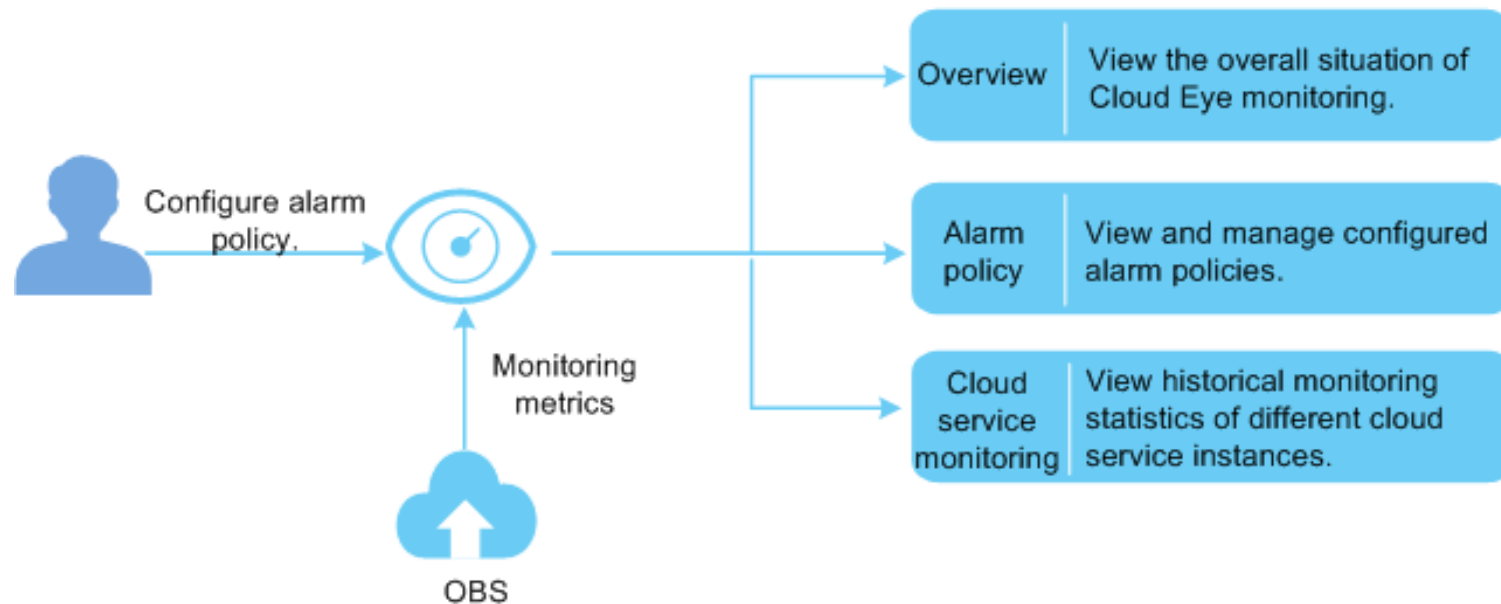 Configure alarm
policy.
Monitoring
metrics
OBS
Overview
View the overall situation of
Cloud Eye monitoring.
Alarm
policy
View and manage configured
alarm policies.
Cloud
service
monitoring
View historical monitoring
statistics of different cloud
service instances.